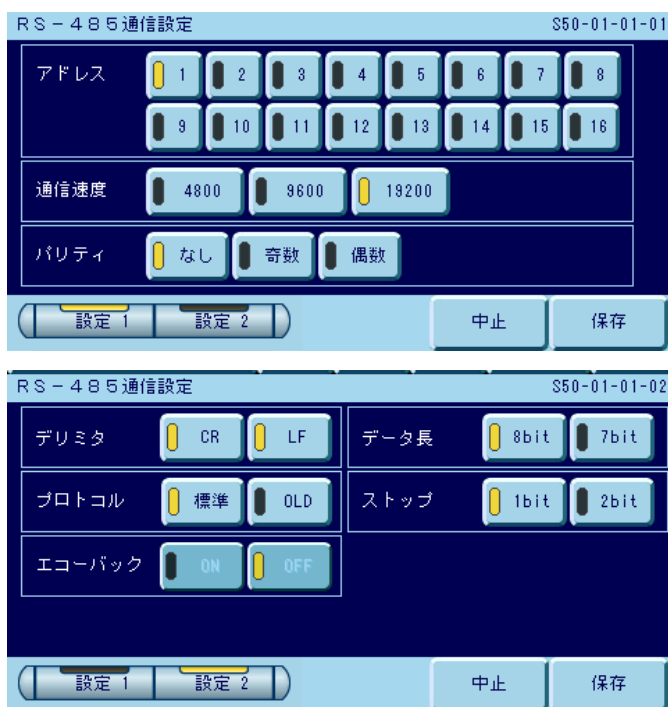 RS-485通信設定 S50-01-01-01
アドレス 1 2 3 4 5 6 7 8
9 10 11 12 13 14 15 16
通信速度 4800 9600 19200
パリティ なし 奇数 偶数
設定 1 設定 2 中止 保存
RS-485通信設定 S50-01-01-02
デリミタ CR LF データ長 8bit 7bit
プロトコル 標準 OLD ストップ 1bit 2bit
エコーバック ON OFF
設定 1 設定 2 中止 保存